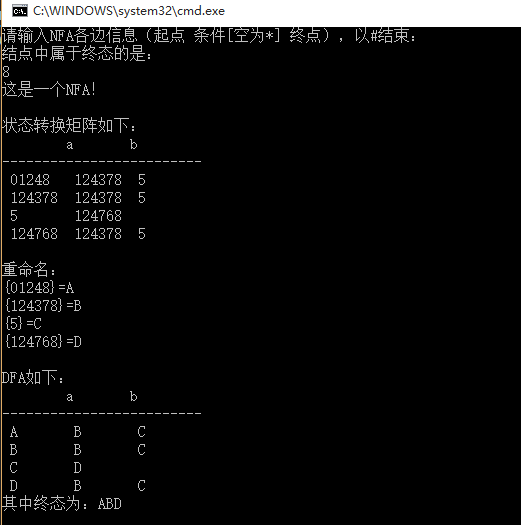 C:\WINDOWS\system32\cmd.exe
请输入NFA各边信息（起点 条件[空为*] 终点），以#结束：
结点中属于终态的是：
8
这是一个NFA!
状态转换矩阵如下：
a b
-------------------------
01248 124378 5
124378 124378 5
5 124768
124768 124378 5
重命名：
{01248}=A
{124378}=B
{5}=C
{124768}=D
DFA如下：
a b
-------------------------
A B C
B B C
C D
D B C
其中终态为：ABD